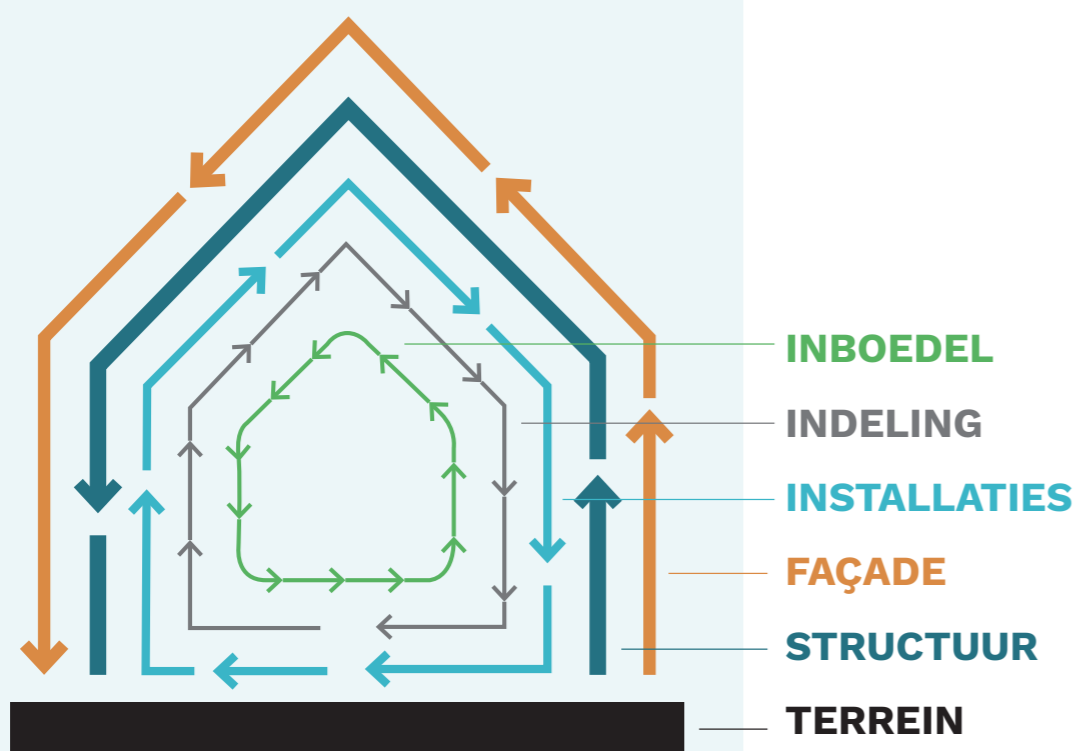 INBOEDEL
INDELING
INSTALLATIES
FAÇADE
STRUCTUUR
TERREIN